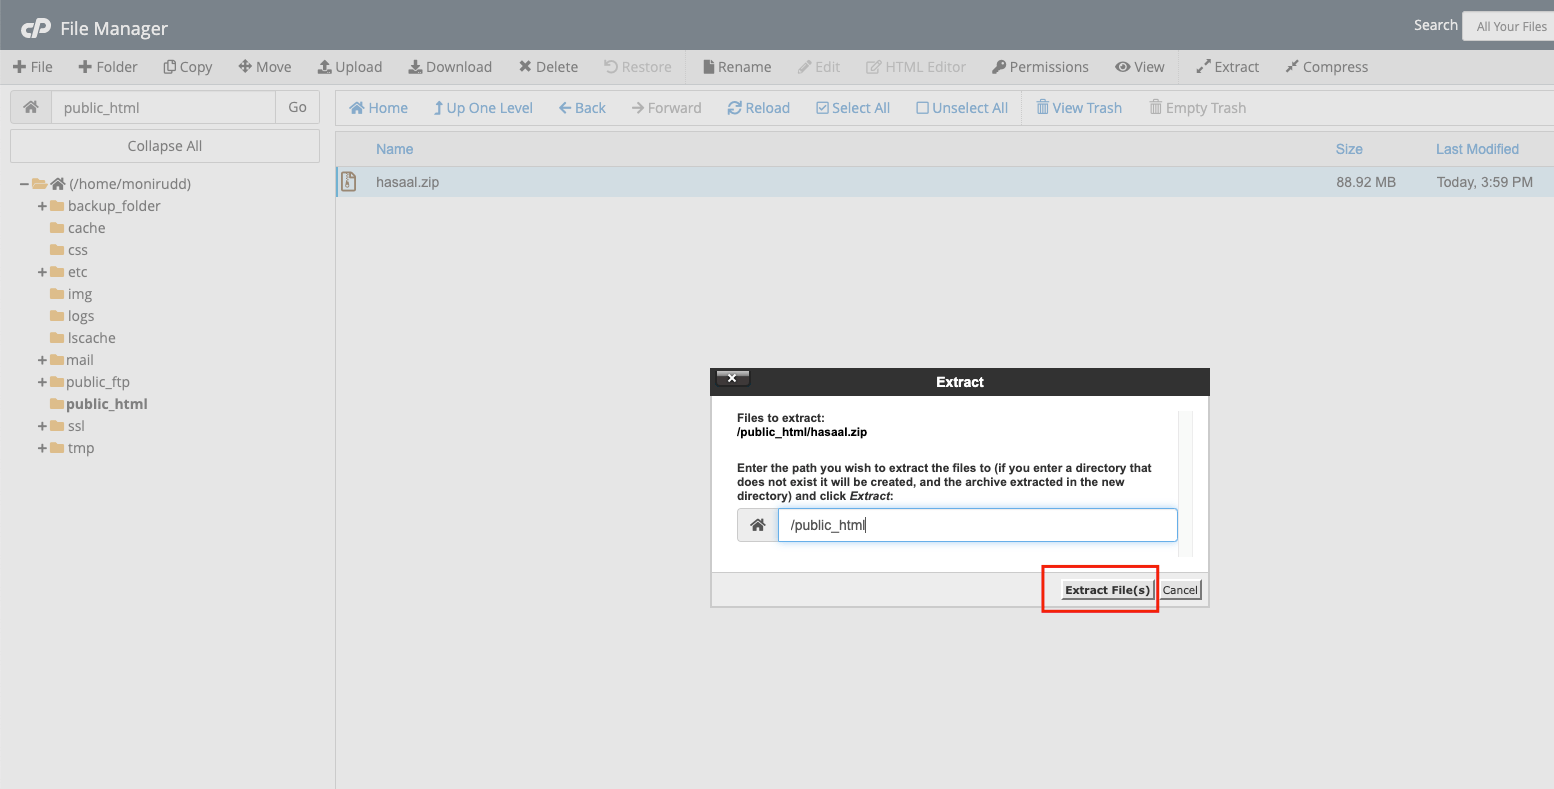 cP File Manager
Search All Your Files
File Folder Copy Move Upload Download Delete Restore Rename Edit HTML Editor Permissions View Extract Compress
public_html Go
Home Up One Level Back Forward Reload Select All Unselect All View Trash Empty Trash
Collapse All
Name Size Last Modified
hasaal.zip 88.92 MB Today, 3:59 PM
(/home/monirudd)
backup_folder
cache
css
etc
img
logs
lscache
mail
public_ftp
public_html
ssl
tmp
Extract
Files to extract:
/public_html/hasaal.zip
Enter the path you wish to extract the files to (if you enter a directory that
does not exist it will be created, and the archive extracted in the new
directory) and click Extract:
/public_html
Extract File(s) Cancel